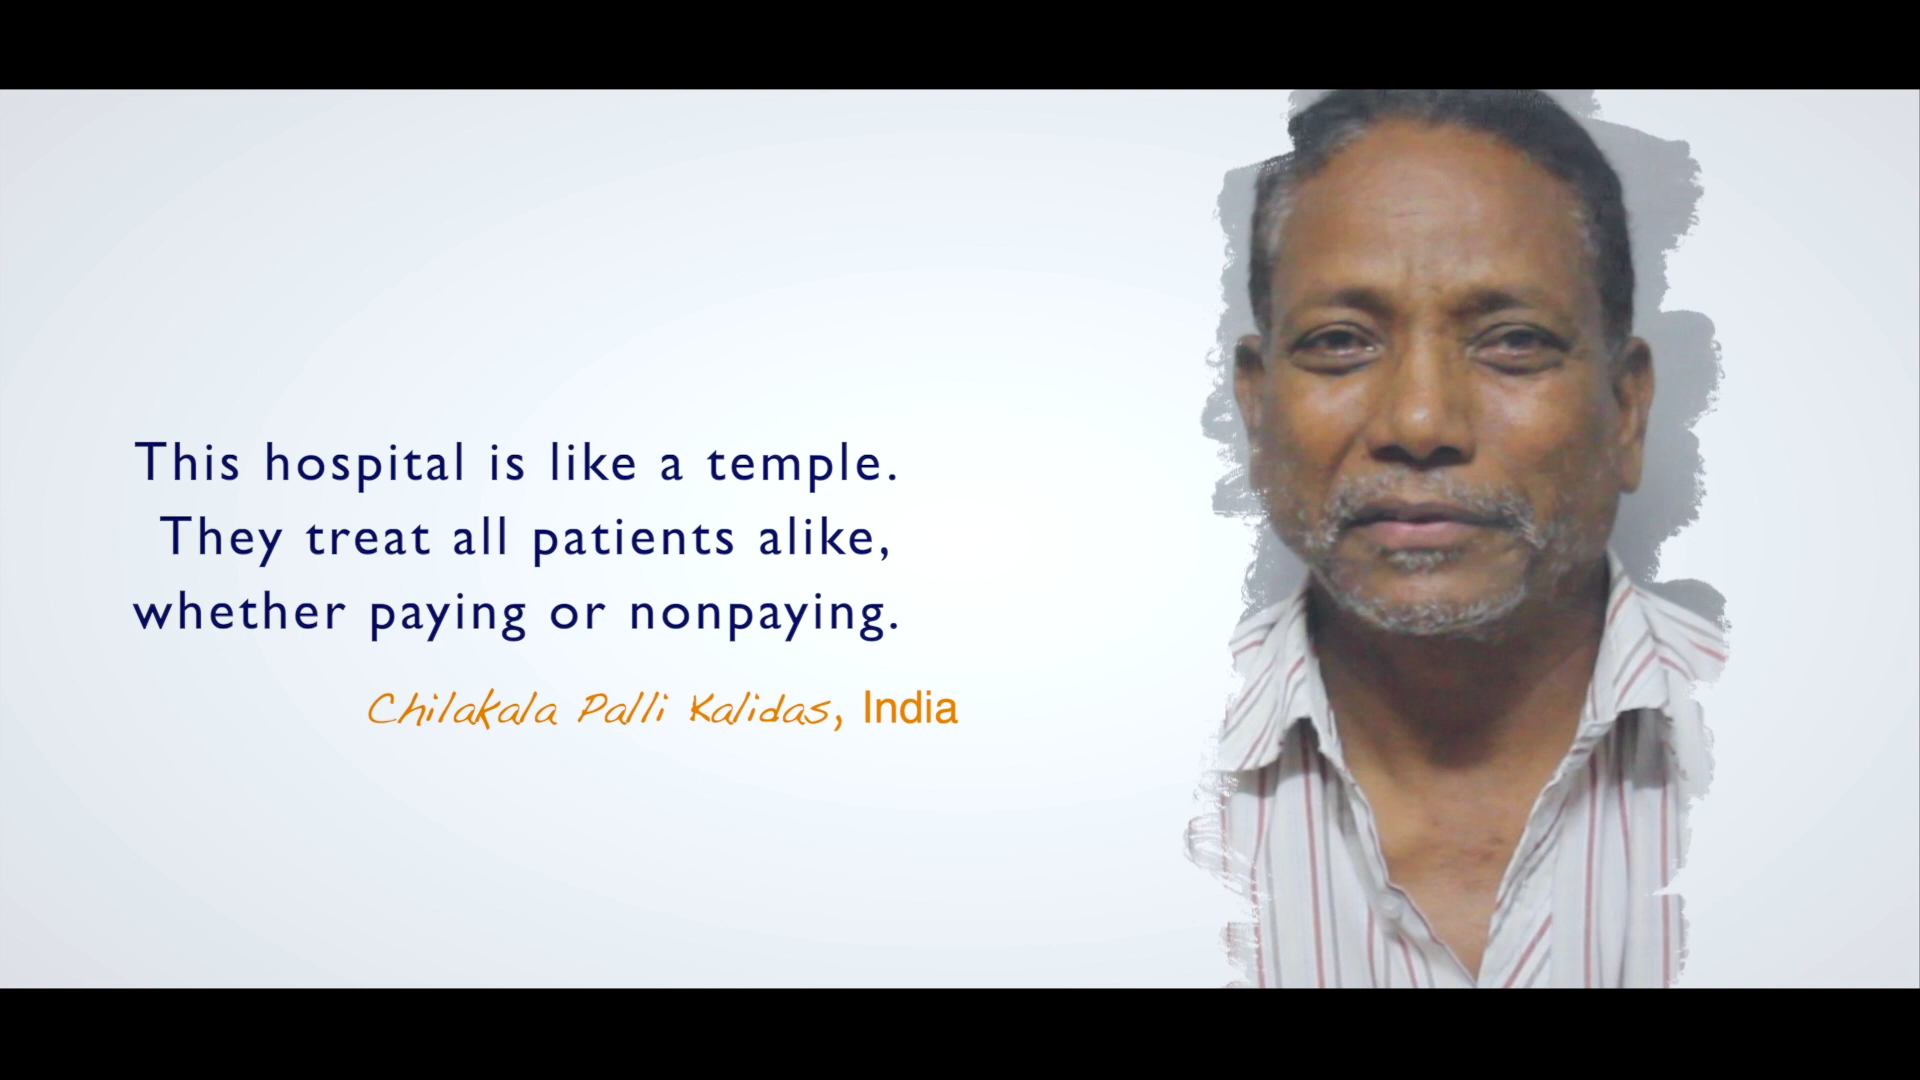 This hospital is like a temple.
They treat all patients alike,
whether paying or nonpaying.
Chilakala Palli Kalidas, India